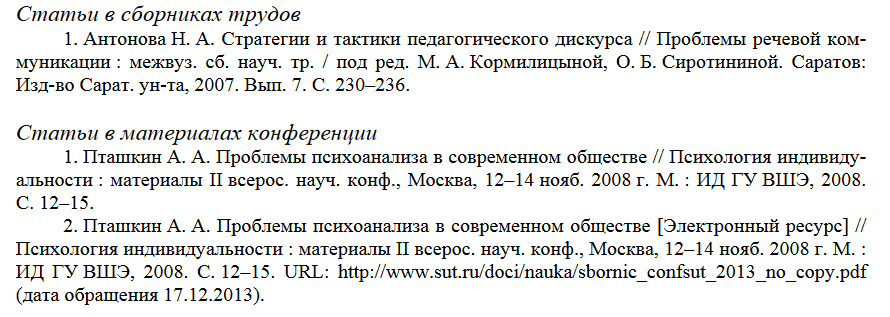 Статьи в сборниках трудов
1. Антонова Н. А. Стратегии и тактики педагогического дискурса // Проблемы речевой ком-
муникации : межвуз. сб. науч. тр. / под ред. М. А. Кормилицыной, О. Б. Сиротининой. Саратов:
Изд-во Сарат. ун-та, 2007. Вып. 7. С. 230–236.
Статьи в материалах конференции
1. Пташкин А. А. Проблемы психоанализа в современном обществе // Психология индивиду-
альности : материалы II всерос. науч. конф., Москва, 12–14 нояб. 2008 г. М. : ИД ГУ ВШЭ, 2008.
С. 12–15.
2. Пташкин А. А. Проблемы психоанализа в современном обществе [Электронный ресурс] //
Психология индивидуальности : материалы II всерос. науч. конф., Москва, 12–14 нояб. 2008 г. М. :
ИД ГУ ВШЭ, 2008. С. 12–15. URL: http://www.sut.ru/doci/nauka/sbornic_confsut_2013_no_copy.pdf
(дата обращения 17.12.2013).